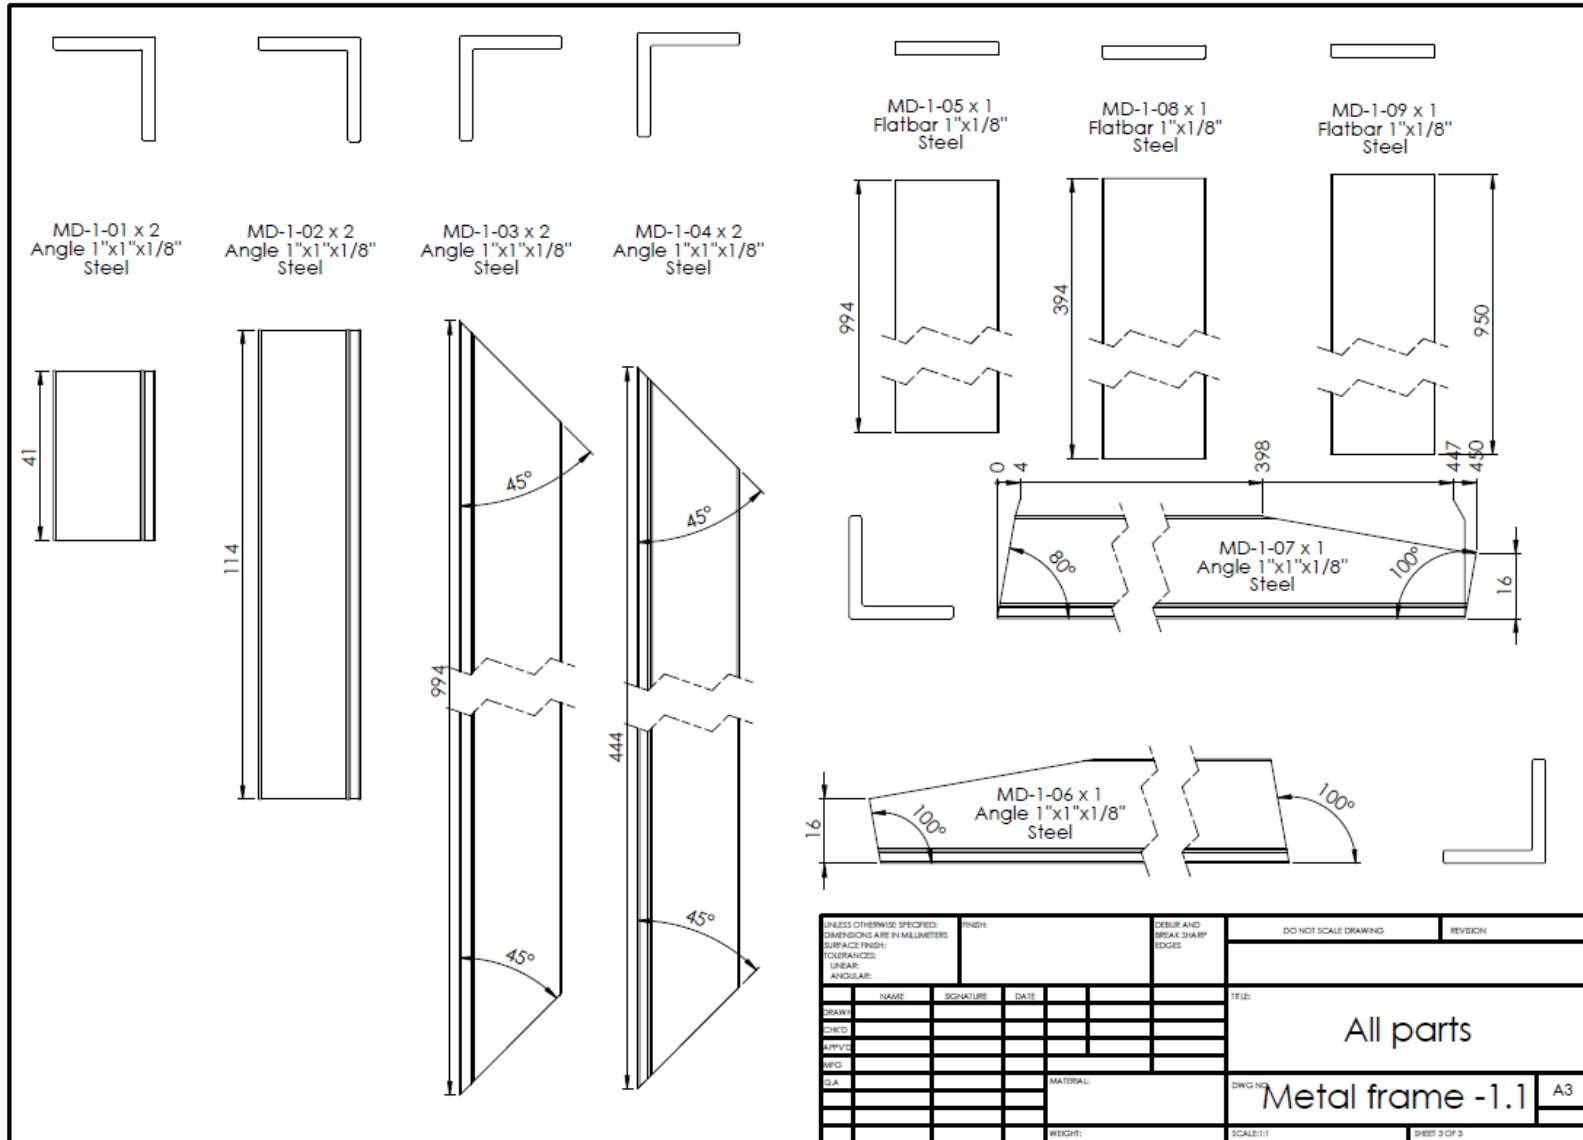 MD-1-01 x 2
Angle 1"x1"x1/8"
Steel
MD-1-02 x 2
Angle 1"x1"x1/8"
Steel
MD-1-03 x 2
Angle 1"x1"x1/8"
Steel
MD-1-04 x 2
Angle 1"x1"x1/8"
Steel
MD-1-05 x 1
Flatbar 1"x1/8"
Steel
MD-1-08 x 1
Flatbar 1"x1/8"
Steel
MD-1-09 x 1
Flatbar 1"x1/8"
Steel
41
114
994
45°
45°
444
45°
45°
994
394
950
0
4
398
447
450
80°
MD-1-07 x 1
Angle 1"x1"x1/8"
Steel
100°
16
16
100°
MD-1-06 x 1
Angle 1"x1"x1/8"
Steel
100°
UNLESS OTHERWISE SPECIFIED:
DIMENSIONS ARE IN MILLIMETERS
SURFACE FINISH:
TOLERANCES:
LINEAR:
ANGULAR:
FINISH:
DEBUR AND
BREAK SHARP
EDGES
DO NOT SCALE DRAWING
REVISION
NAME
SIGNATURE
DATE
DRAWN
CHK'D
APPV'D
MFG
Q.A
MATERIAL:
WEIGHT:
TITLE:
All parts
DWG NO.
Metal frame -1.1
A3
SCALE:1:1
SHEET 3 OF 3